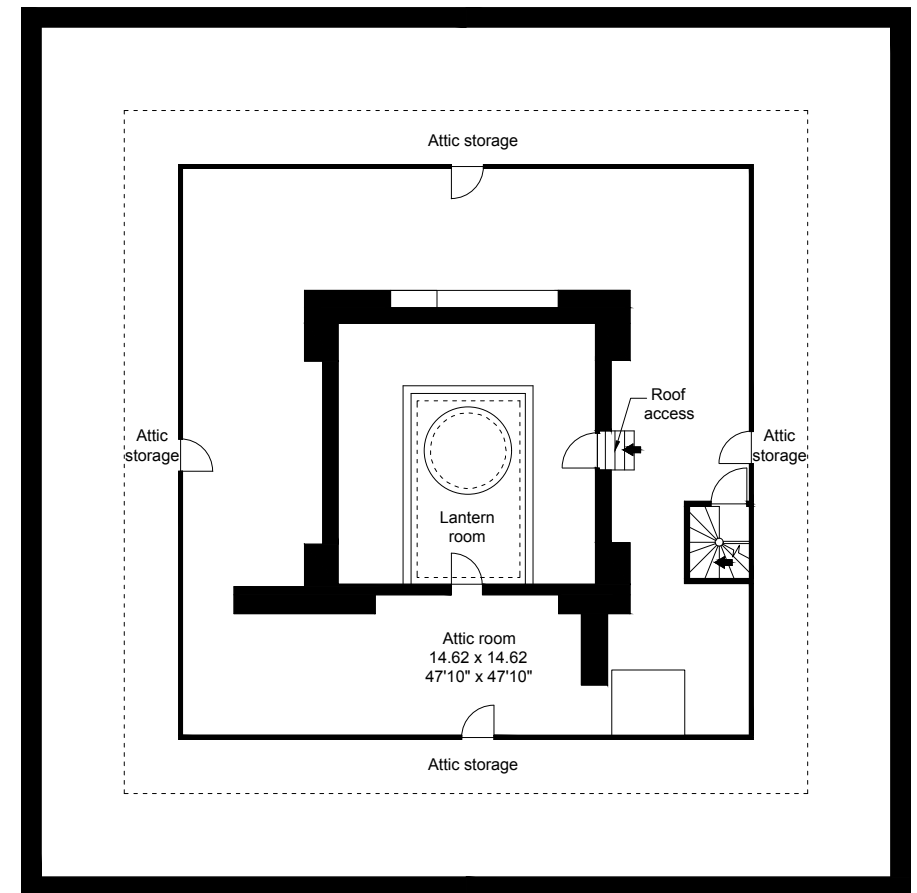 Attic storage
Roof
access
Attic
storage
Attic
storage
Lantern
room
Attic room
14.62 x 14.62
47'10" x 47'10"
Attic storage